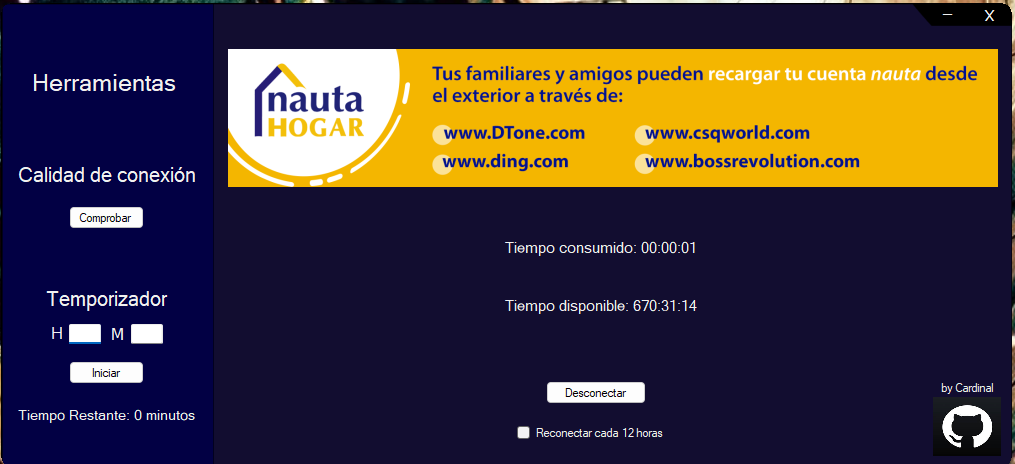 X
Herramientas
nauta
HOGAR
Tus familiares y amigos pueden recargar tu cuenta nauta desde
el exterior a través de:
www.DTone.com www.csqworld.com
www.ding.com www.bossrevolution.com
Calidad de conexión
Comprobar
Temporizador
H M
Iniciar
Tiempo Restante: 0 minutos
Tiempo consumido: 00:00:01
Tiempo disponible: 670:31:14
Desconectar
Reconectar cada 12 horas
by Cardinal